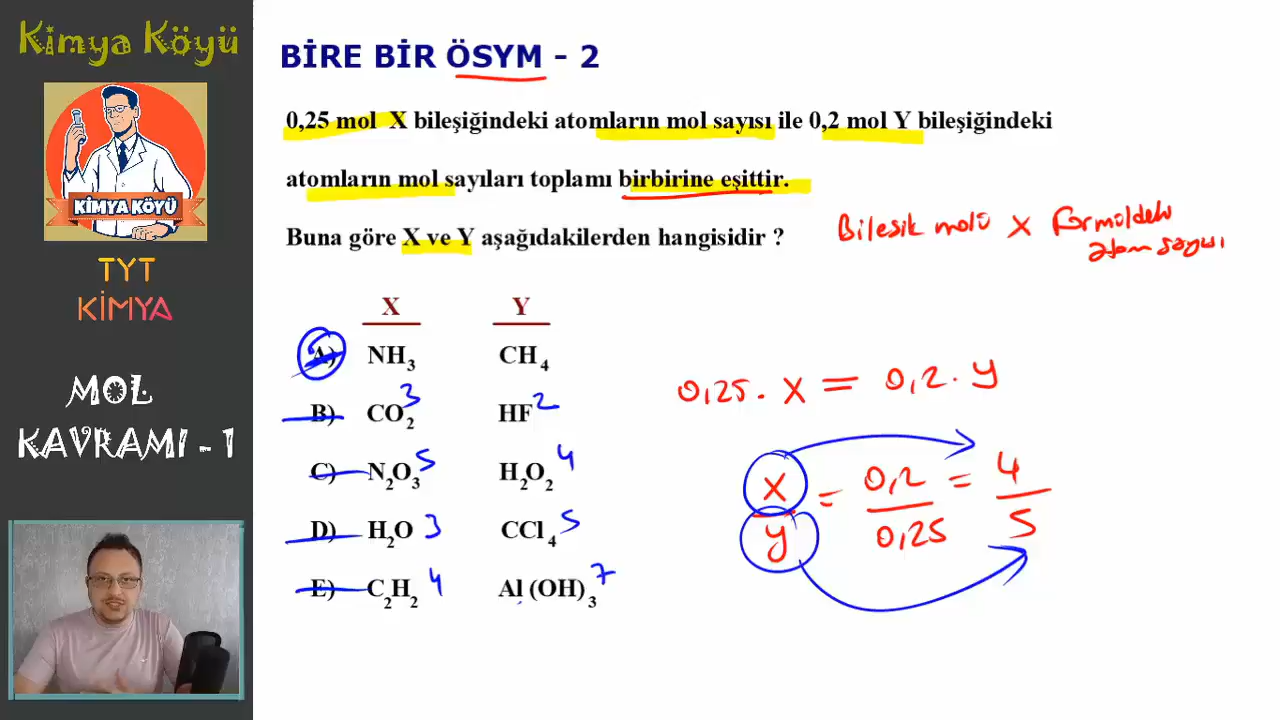 Kimya Köyü
KİMYA KÖYÜ
TYT
KİMYA
MOL
KAVRAMI - 1
BİRE BİR ÖSYM - 2
0,25 mol X bileşiğindeki atomların mol sayısı ile 0,2 mol Y bileşiğindeki
atomların mol sayıları toplamı birbirine eşittir.
Buna göre X ve Y aşağıdakilerden hangisidir ?
Bileşik molü x Formüldeki
atom sayısı
X Y
A) NH3 CH4
B) CO2 3 HF 2
C) N2O3 5 H2O2 4
D) H2O 3 CCl4 5
E) C2H2 4 Al (OH)3 7
0,25 . x = 0,2 . y
x/y = 0,2/0,25 = 4/5